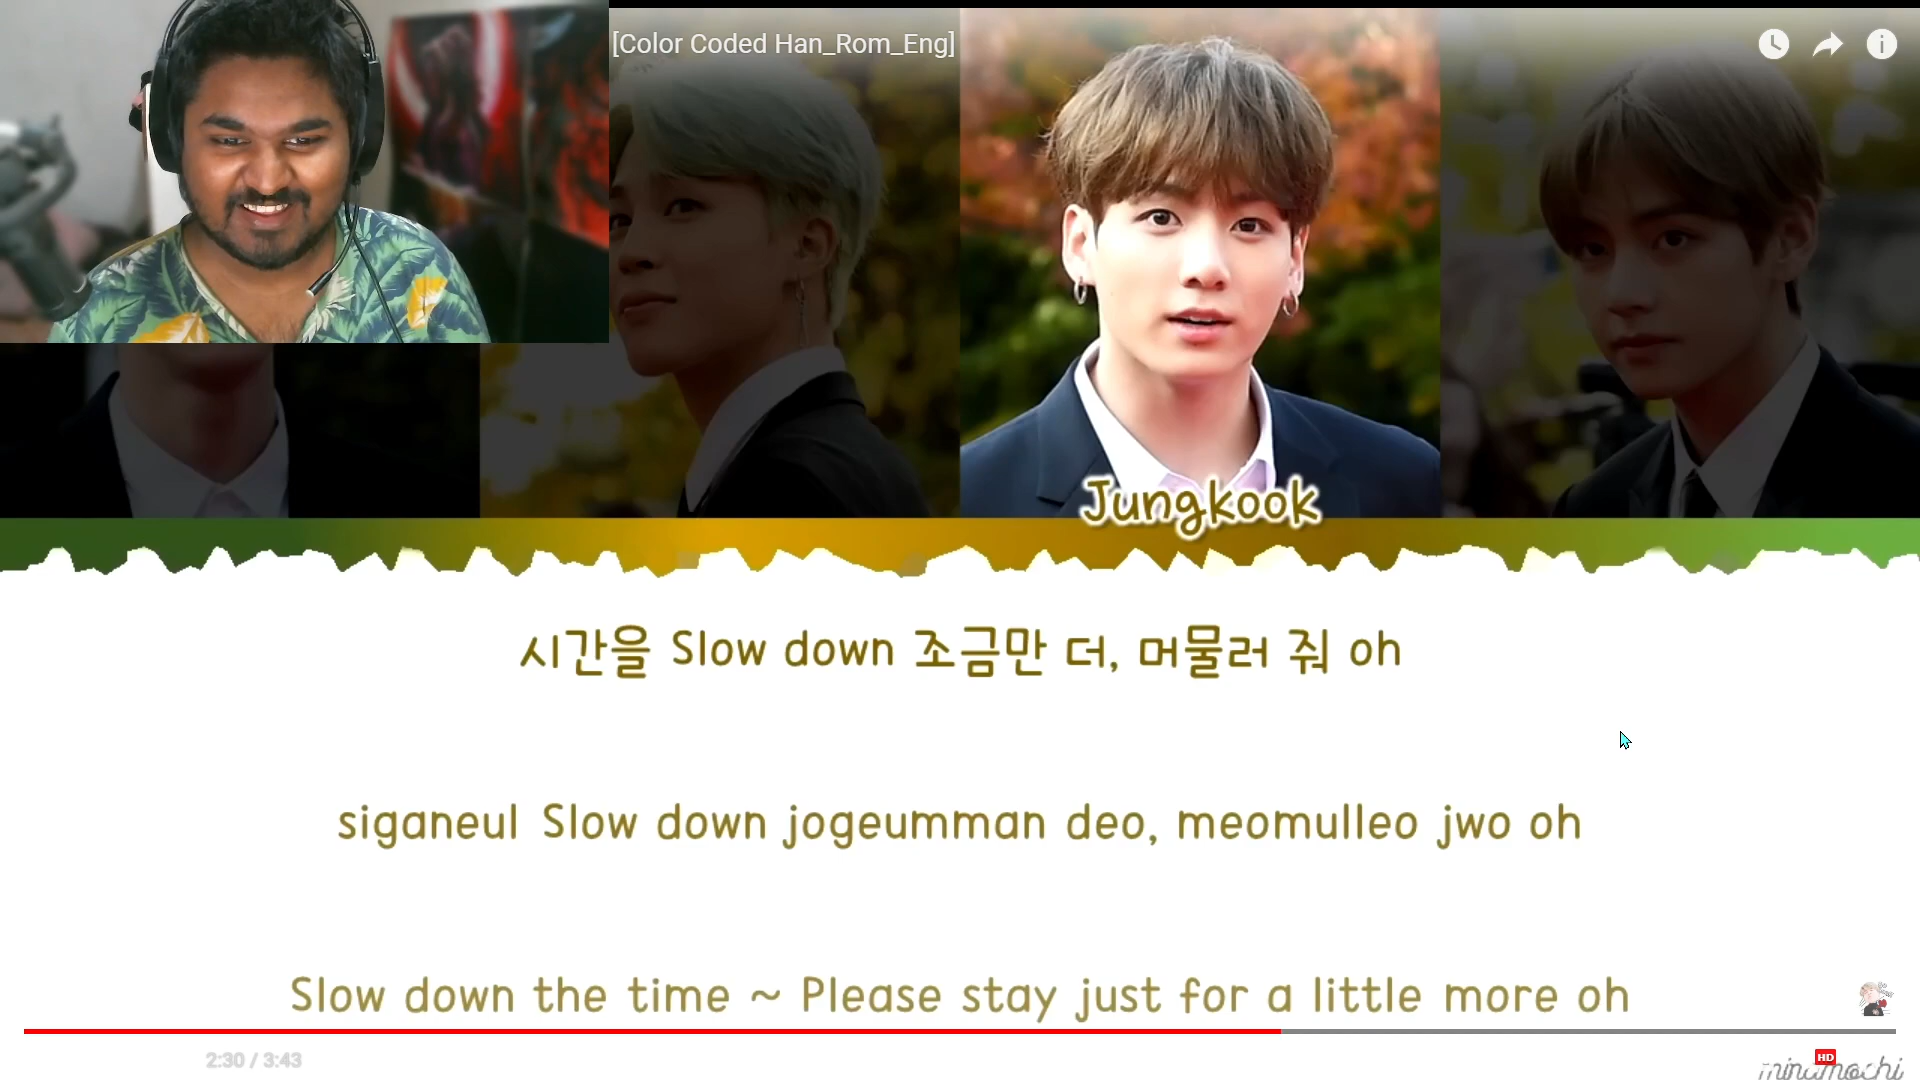 [Color Coded Han_Rom_Eng]
Jungkook
시간을 Slow down 조금만 더, 머물러 줘 oh
siganeul Slow down jogeumman deo, meomulleo jwo oh
Slow down the time ~ Please stay just for a little more oh
2:30 / 3:43
HD
minamochi